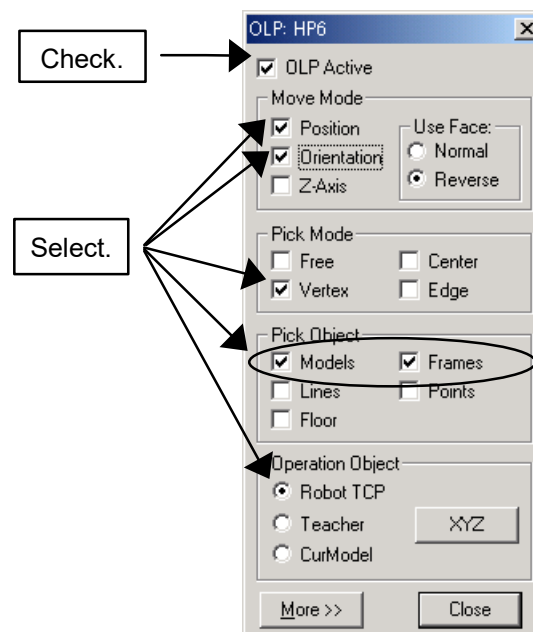 OLP: HP6
Check.
OLP Active
Move Mode
Position
Use Face:
Orientation
Normal
Z-Axis
Reverse
Select.
Pick Mode
Free
Center
Vertex
Edge
Pick Object
Models
Frames
Lines
Points
Floor
Operation Object
Robot TCP
Teacher
XYZ
CurModel
More >>
Close